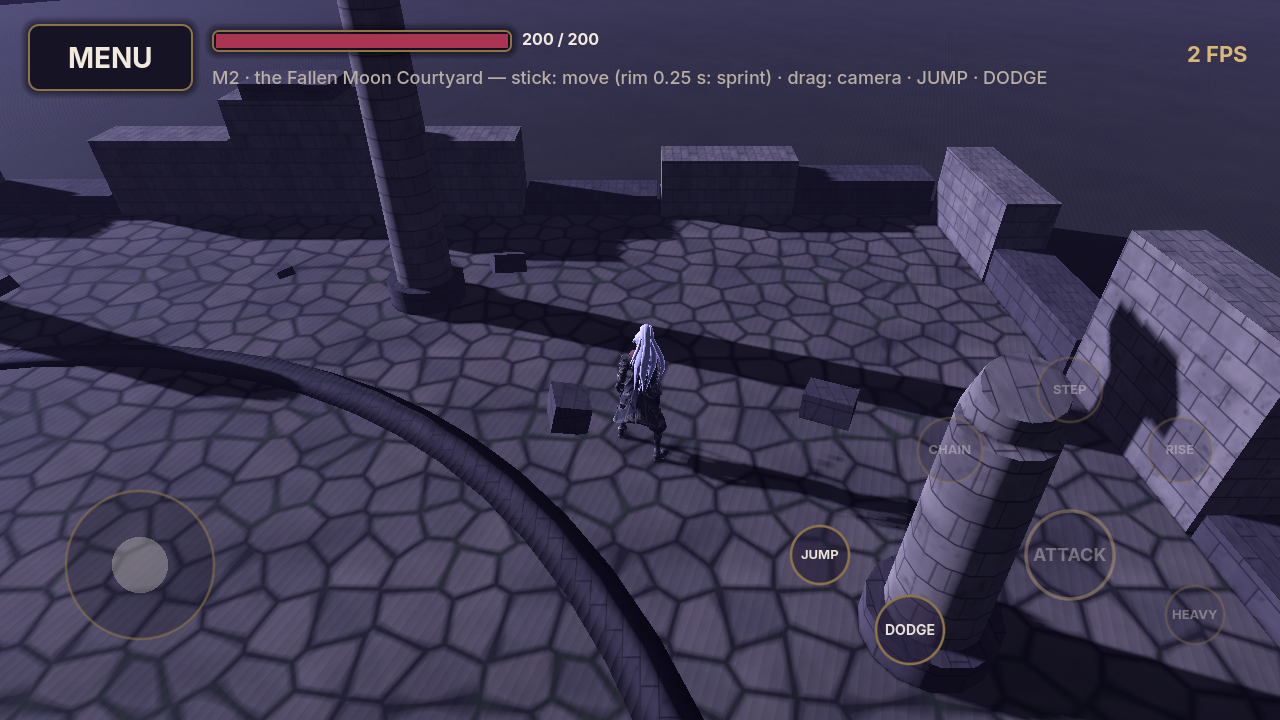 MENU
200 / 200
2 FPS
M2 · the Fallen Moon Courtyard — stick: move (rim 0.25 s: sprint) · drag: camera · JUMP · DODGE
STEP
CHAIN
RISE
JUMP
ATTACK
HEAVY
DODGE